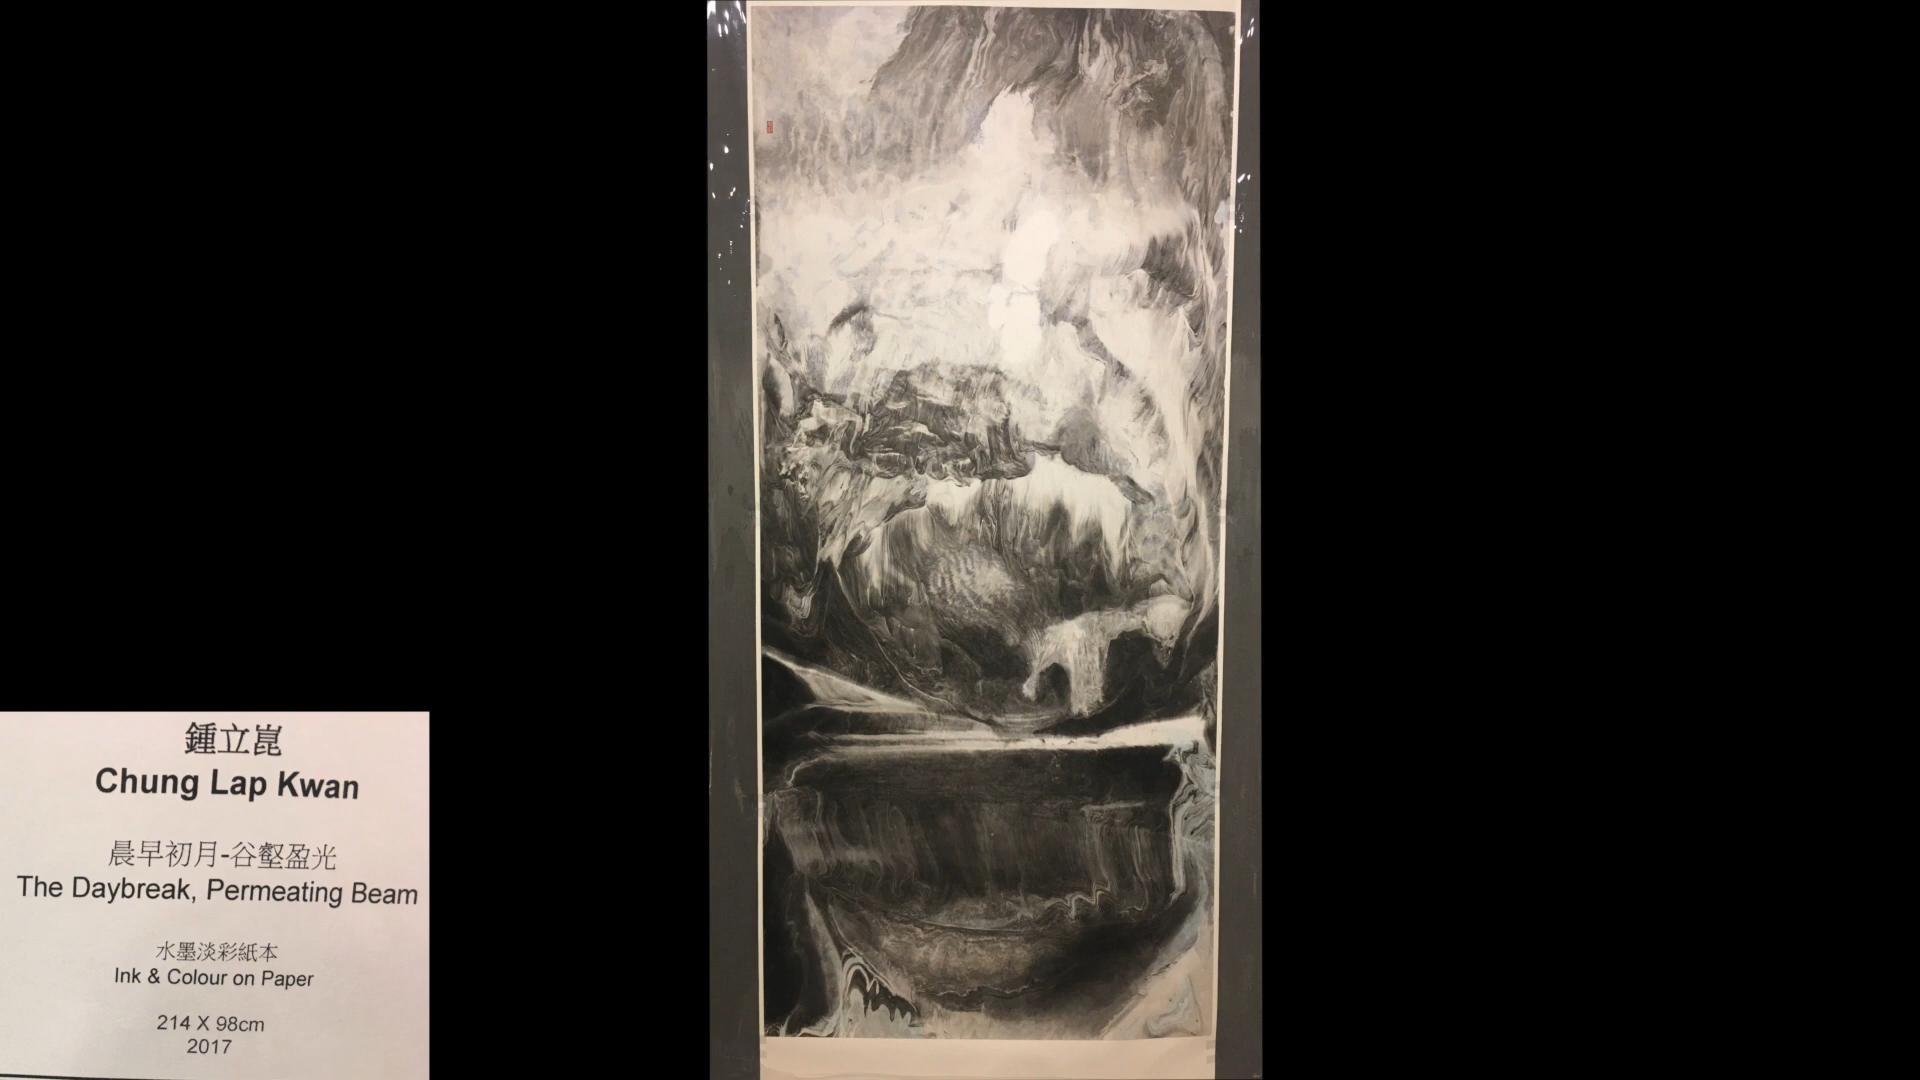 鍾立崑
Chung Lap Kwan
晨早初月-谷壑盈光
The Daybreak, Permeating Beam
水墨淡彩紙本
Ink & Colour on Paper
214 X 98cm
2017